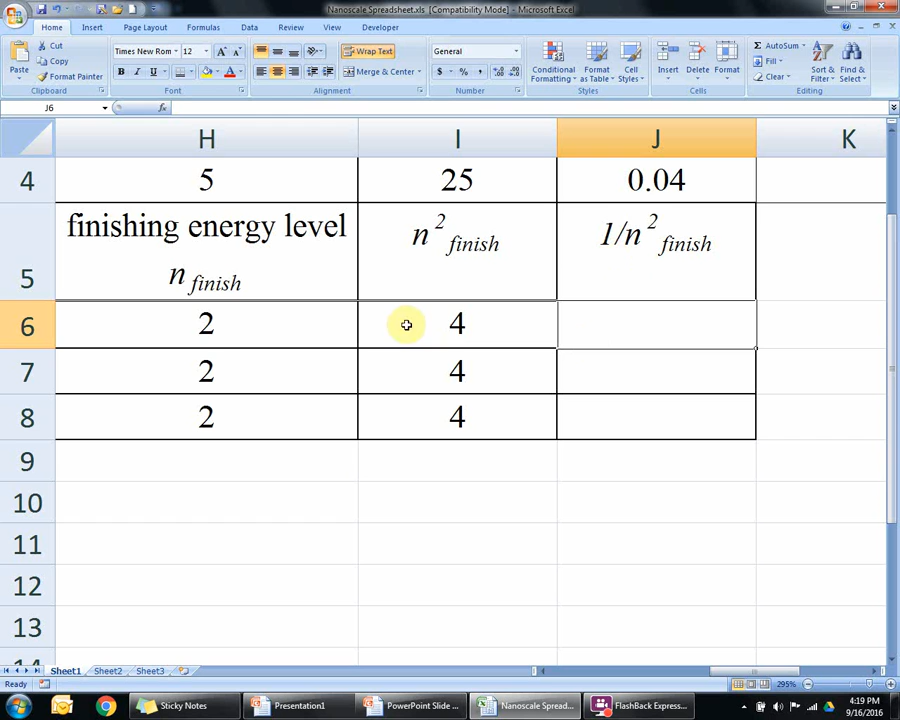 Nanoscale Spreadsheet.xls [Compatibility Mode] - Microsoft Excel
Home Insert Page Layout Formulas Data Review View Developer
Paste Cut Copy Format Painter
Clipboard
Times New Rom 12
B I U A
Font
Wrap Text
Merge & Center
Alignment
General
$ % ,
Number
Conditional Formatting Format as Table Cell Styles
Styles
Insert Delete Format
Cells
Σ AutoSum Fill Clear Sort & Filter Find & Select
Editing
J6 fx
H I J K
4 5 25 0.04
5 finishing energy level n finish n 2 finish 1/n 2 finish
6 2 4
7 2 4
8 2 4
9
10
11
12
13
14
Sheet1 Sheet2 Sheet3
Ready 295%
Sticky Notes Presentation1 PowerPoint Slide ... Nanoscale Spread... FlashBack Express...
4:19 PM
9/16/2016